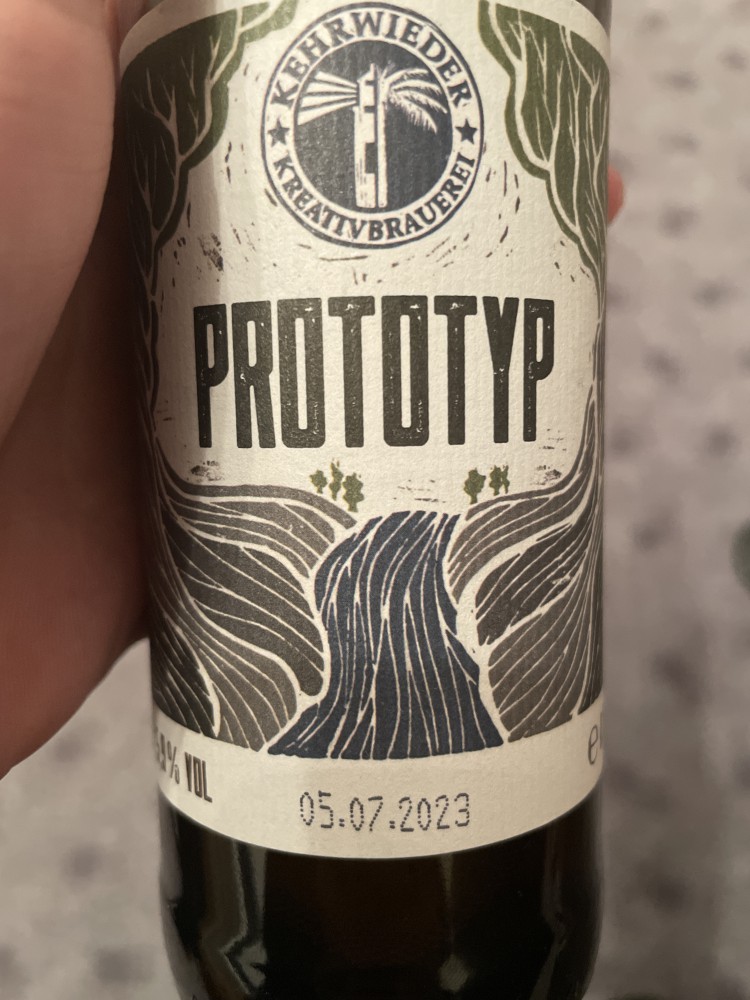 KEHRWIEDER
KREATIVBRAUEREI
PROTOTYP
% VOL
05.07.2023